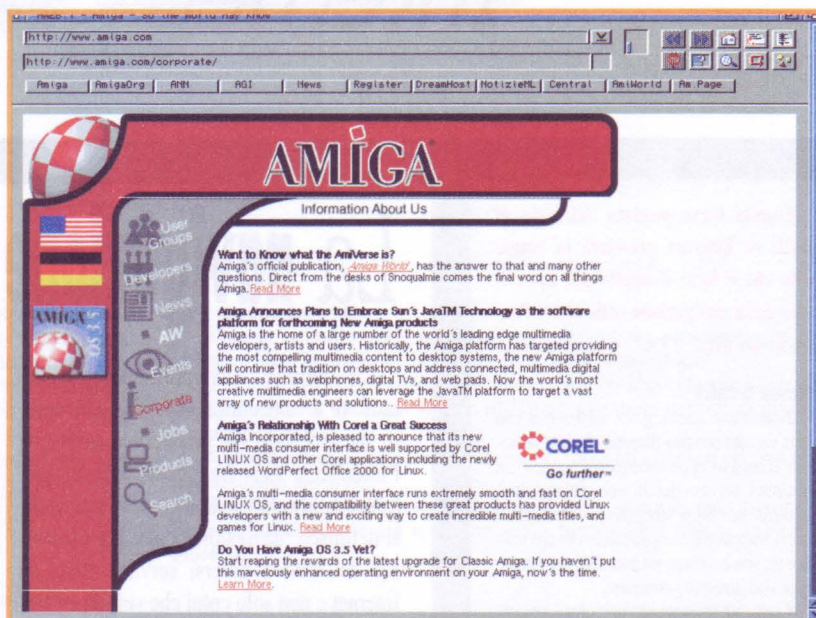 AWEB I - Amiga - So the World May Know
http://www.amiga.com
http://www.amiga.com/corporate/
Amiga AmigaOrg ANN AGI News Register DreamHost NotizieML Central AmiWorld Am.Page
AMIGA
Information About Us
User
Groups
Developers
News
AW
Events
Corporate
Jobs
Products
Search
AMIGA
OS 3.5
Want to Know what the AmiVerse is?
Amiga's official publication, Amiga World, has the answer to that and many other
questions. Direct from the desks of Snoqualmie comes the final word on all things
Amiga. Read More
Amiga Announces Plans to Embrace Sun's JavaTM Technology as the software
platform for forthcoming New Amiga products
Amiga is the home of a large number of the world's leading edge multimedia
developers, artists and users. Historically, the Amiga platform has targeted providing
the most compelling multimedia content to desktop systems, the new Amiga platform
will continue that tradition on desktops and address connected, multimedia digital
appliances such as webphones, digital TVs, and web pads. Now the world's most
creative multimedia engineers can leverage the JavaTM platform to target a vast
array of new products and solutions.. Read More
Amiga's Relationship With Corel a Great Success
Amiga Incorporated, is pleased to announce that its new
multi-media consumer interface is well supported by Corel
LINUX OS and other Corel applications including the newly
released WordPerfect Office 2000 for Linux.
COREL®
Go further™
Amiga's multi-media consumer interface runs extremely smooth and fast on Corel
LINUX OS, and the compatibility between these great products has provided Linux
developers with a new and exciting way to create incredible multi-media titles, and
games for Linux. Read More
Do You Have Amiga OS 3.5 Yet?
Start reaping the rewards of the latest upgrade for Classic Amiga. If you haven't put
this marvelously enhanced operating environment on your Amiga, now's the time.
Learn More.